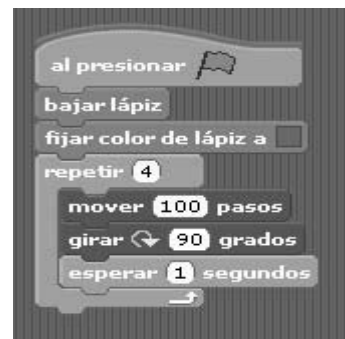 al presionar
bajar lápiz
fijar color de lápiz a
repetir 4
mover 100 pasos
girar 90 grados
esperar 1 segundos